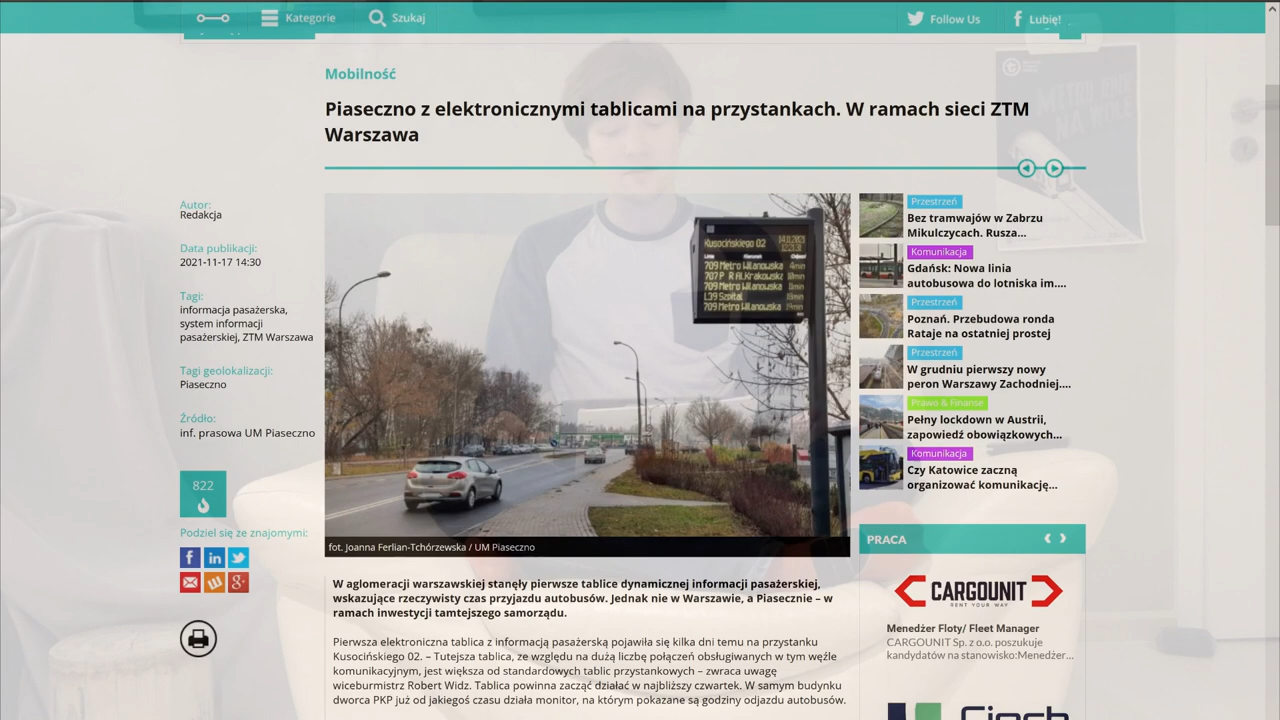 Kategorie
Szukaj
Follow Us
Lubię!
Mobilność
Piaseczno z elektronicznymi tablicami na przystankach. W ramach sieci ZTM
Warszawa
Autor:
Redakcja
Data publikacji:
2021-11-17 14:30
Tagi:
informacja pasażerska,
system informacji
pasażerskiej, ZTM Warszawa
Tagi geolokalizacji:
Piaseczno
Źródło:
inf. prasowa UM Piaseczno
822
Podziel się ze znajomymi:
Kusocińskiego 02
709 Metro Wilanowska 4min
707 P R Al.Krakowska
709 Metro Wilanowska
L39 Szpital
709 Metro Wilanowska
fot. Joanna Ferlian-Tchórzewska / UM Piaseczno
W aglomeracji warszawskiej stanęły pierwsze tablice dynamicznej informacji pasażerskiej,
wskazujące rzeczywisty czas przyjazdu autobusów. Jednak nie w Warszawie, a Piasecznie – w
ramach inwestycji tamtejszego samorządu.
Pierwsza elektroniczna tablica z informacją pasażerską pojawiła się kilka dni temu na przystanku
Kusocińskiego 02. – Tutejsza tablica, ze względu na dużą liczbę połączeń obsługiwanych w tym węźle
komunikacyjnym, jest większa od standardowych tablic przystankowych – zwraca uwagę
wiceburmistrz Robert Widz. Tablica powinna zacząć działać w najbliższy czwartek. W samym budynku
dworca PKP już od jakiegoś czasu działa monitor, na którym pokazane są godziny odjazdu autobusów.
Przestrzeń
Bez tramwajów w Zabrzu
Mikulczycach. Rusza...
Komunikacja
Gdańsk: Nowa linia
autobusowa do lotniska im....
Przestrzeń
Poznań. Przebudowa ronda
Rataje na ostatniej prostej
Przestrzeń
W grudniu pierwszy nowy
peron Warszawy Zachodniej....
Prawo & Finanse
Pełny lockdown w Austrii,
zapowiedź obowiązkowych...
Komunikacja
Czy Katowice zaczną
organizować komunikację...
PRACA
CARGOUNIT
RENT YOUR WAY
Menedżer Floty/ Fleet Manager
CARGOUNIT Sp. z o.o. poszukuje
kandydatów na stanowisko:Menedżer...